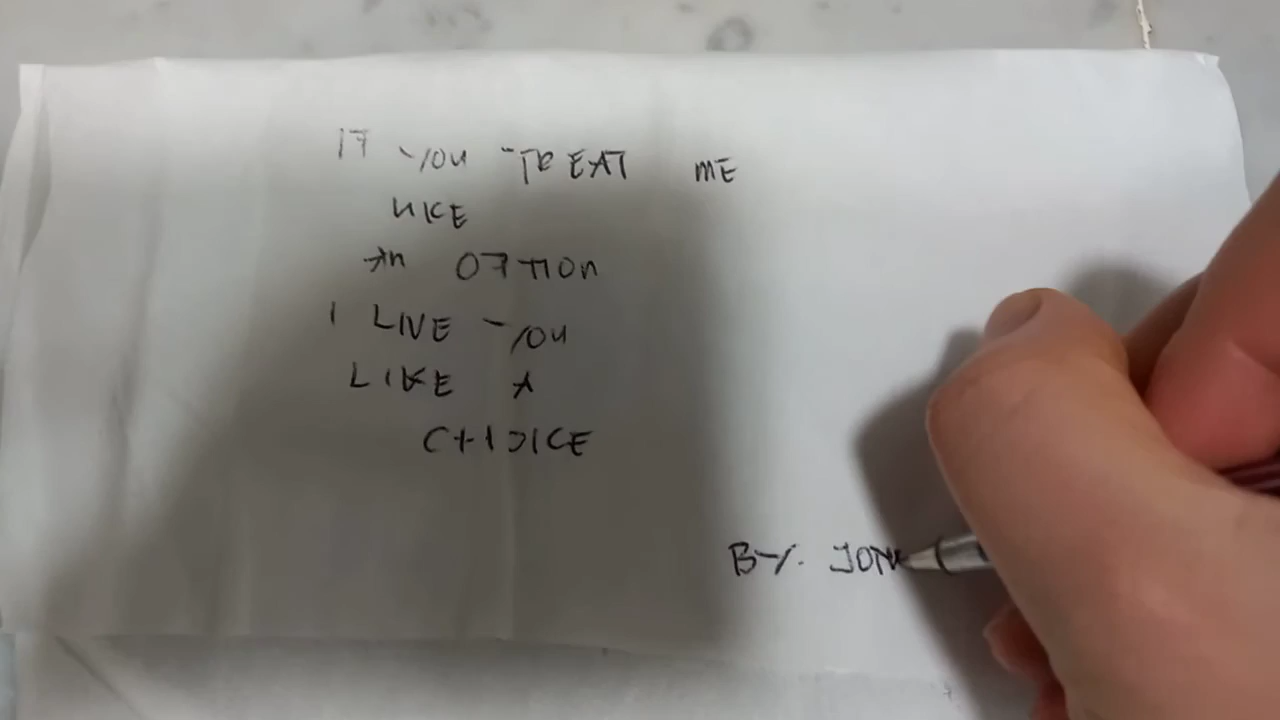 IF YOU TREAT ME
LIKE
AN OPTION
I LIVE YOU
LIKE A
CHOICE
BY. JON